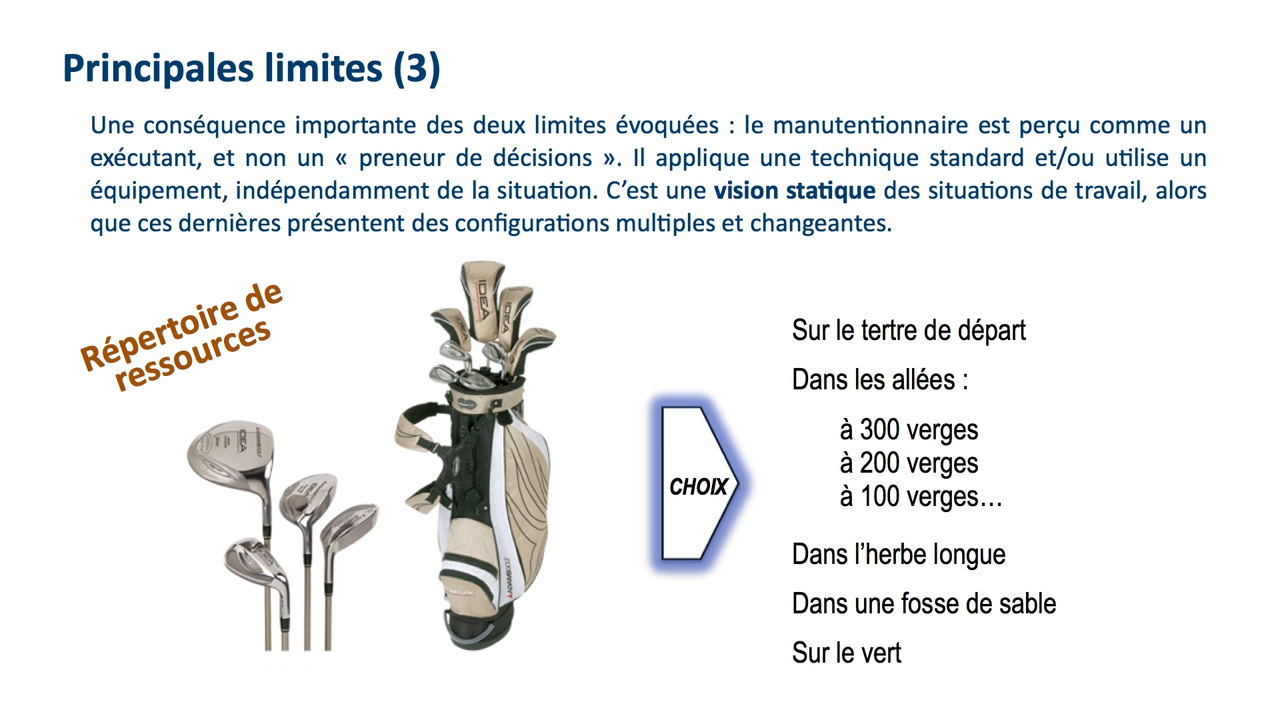 Principales limites (3)
Une conséquence importante des deux limites évoquées : le manutentionnaire est perçu comme un
exécutant, et non un « preneur de décisions ». Il applique une technique standard et/ou utilise un
équipement, indépendamment de la situation. C’est une vision statique des situations de travail, alors
que ces dernières présentent des configurations multiples et changeantes.
Répertoire de
ressources
IDEA
IDEA
IDEA
CHOIX
Sur le tertre de départ
Dans les allées :
à 300 verges
à 200 verges
à 100 verges…
Dans l’herbe longue
Dans une fosse de sable
Sur le vert